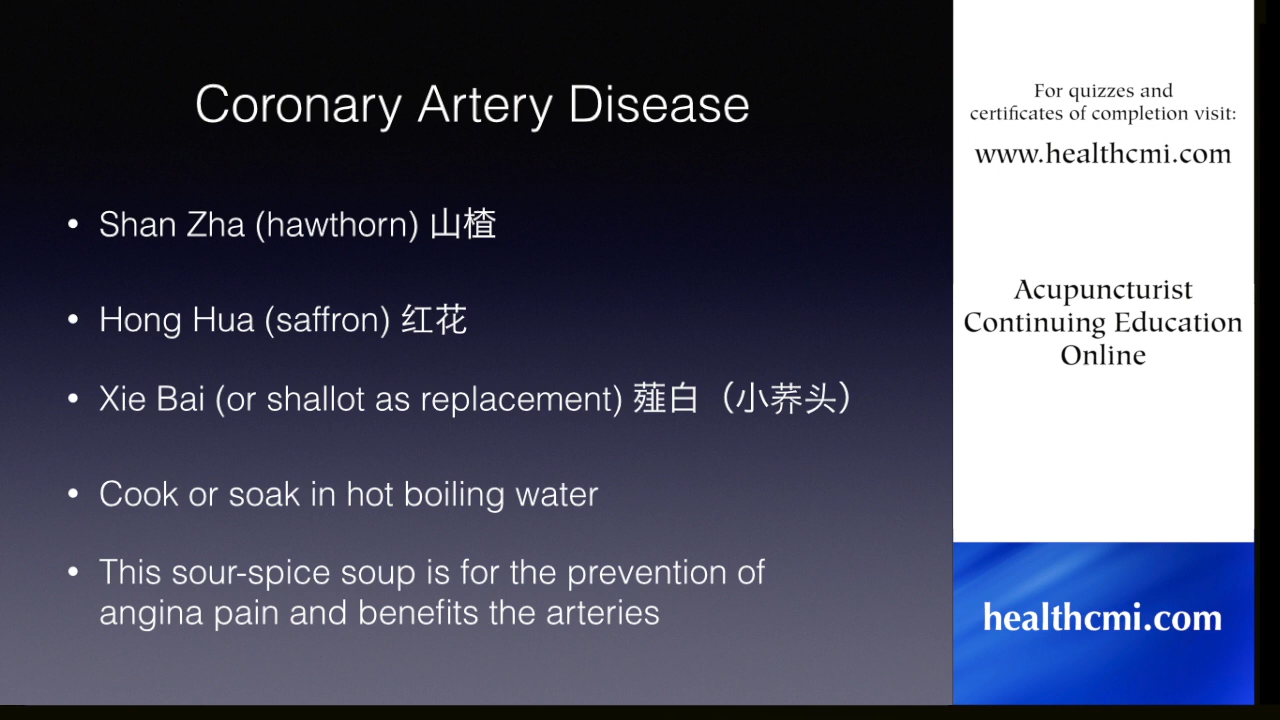 Coronary Artery Disease
• Shan Zha (hawthorn) 山楂
• Hong Hua (saffron) 红花
• Xie Bai (or shallot as replacement) 薤白（小荞头）
• Cook or soak in hot boiling water
• This sour-spice soup is for the prevention of
angina pain and benefits the arteries
For quizzes and
certificates of completion visit:
www.healthcmi.com
Acupuncturist
Continuing Education
Online
healthcmi.com